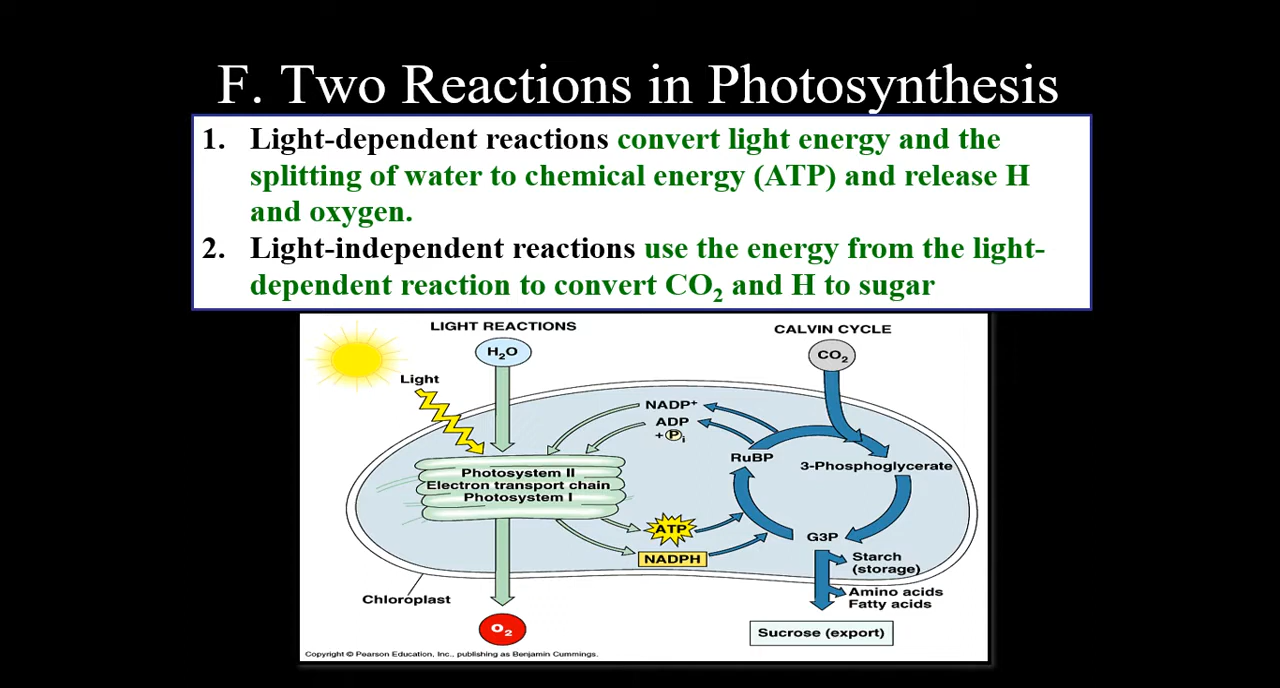 F. Two Reactions in Photosynthesis
1. Light-dependent reactions convert light energy and the
splitting of water to chemical energy (ATP) and release H
and oxygen.
2. Light-independent reactions use the energy from the light-
dependent reaction to convert CO₂ and H to sugar
LIGHT REACTIONS
CALVIN CYCLE
H₂O
CO₂
Light
NADP⁺
ADP
+ Pᵢ
RuBP
3-Phosphoglycerate
Photosystem II
Electron transport chain
Photosystem I
ATP
NADPH
G3P
Starch
(storage)
Amino acids
Fatty acids
Chloroplast
O₂
Sucrose (export)
Copyright © Pearson Education, Inc., publishing as Benjamin Cummings.